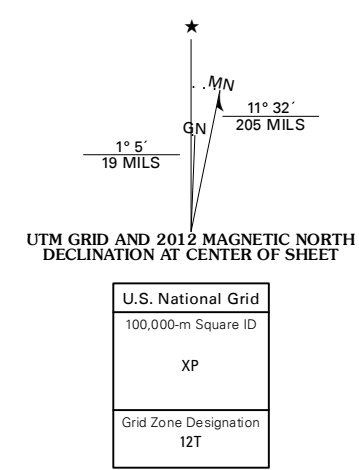 ★
MN
11° 32´
205 MILS
GN
1° 5´
19 MILS
UTM GRID AND 2012 MAGNETIC NORTH
DECLINATION AT CENTER OF SHEET
U.S. National Grid
100,000-m Square ID
XP
Grid Zone Designation
12T